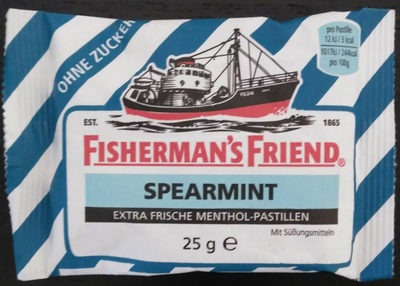 OHNE ZUCKER
pro Pastille
12 kJ / 3 kcal
1017kJ / 244kcal
pro 100g
EST. 1865
FISHERMAN'S FRIEND®
SPEARMINT
EXTRA FRISCHE MENTHOL-PASTILLEN
25 g e
Mit Süßungsmitteln